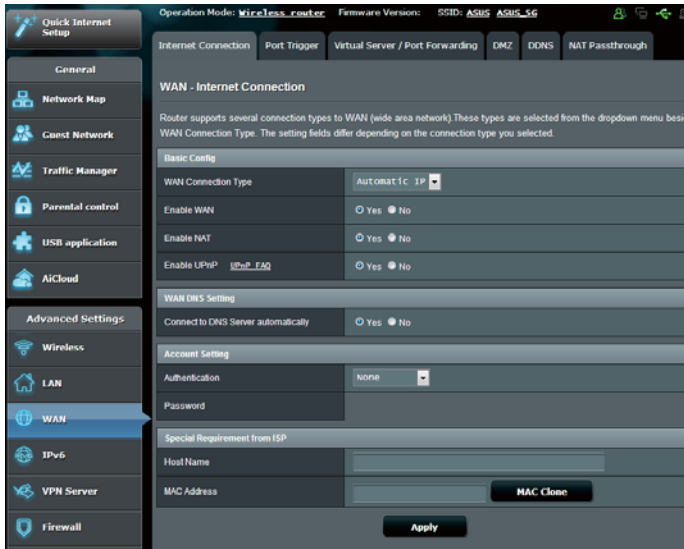 Quick Internet Setup
Operation Mode: Wireless router Firmware Version: SSID: ASUS ASUS_5G
Internet Connection Port Trigger Virtual Server / Port Forwarding DMZ DDNS NAT Passthrough
General
Network Map
Guest Network
Traffic Manager
Parental control
USB application
AiCloud
Advanced Settings
Wireless
LAN
WAN
IPv6
VPN Server
Firewall
WAN - Internet Connection
Router supports several connection types to WAN (wide area network).These types are selected from the dropdown menu besi
WAN Connection Type. The setting fields differ depending on the connection type you selected.
Basic Config
WAN Connection Type Automatic IP
Enable WAN Yes No
Enable NAT Yes No
Enable UPnP UPnP FAQ Yes No
WAN DNS Setting
Connect to DNS Server automatically Yes No
Account Setting
Authentication None
Password
Special Requirement from ISP
Host Name
MAC Address MAC Clone
Apply